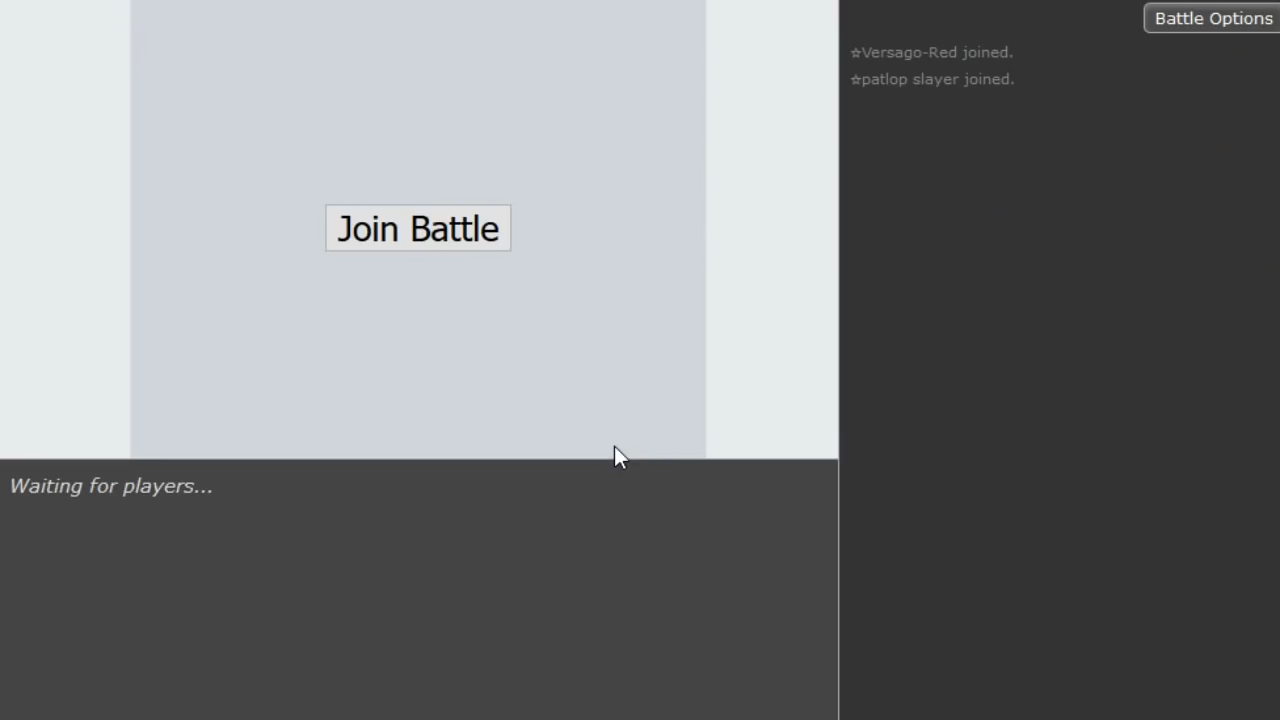 Battle Options
☆Versago-Red joined.
☆patlop slayer joined.
Join Battle
Waiting for players...